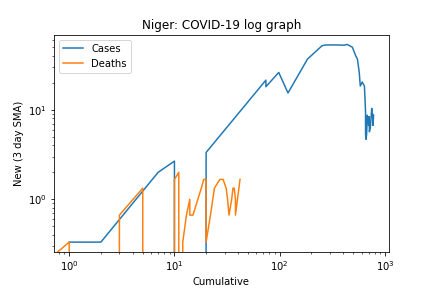 Niger: COVID-19 log graph
Cases
Deaths
New (3 day SMA)
10¹
10⁰
10⁰ 10¹ 10² 10³
Cumulative